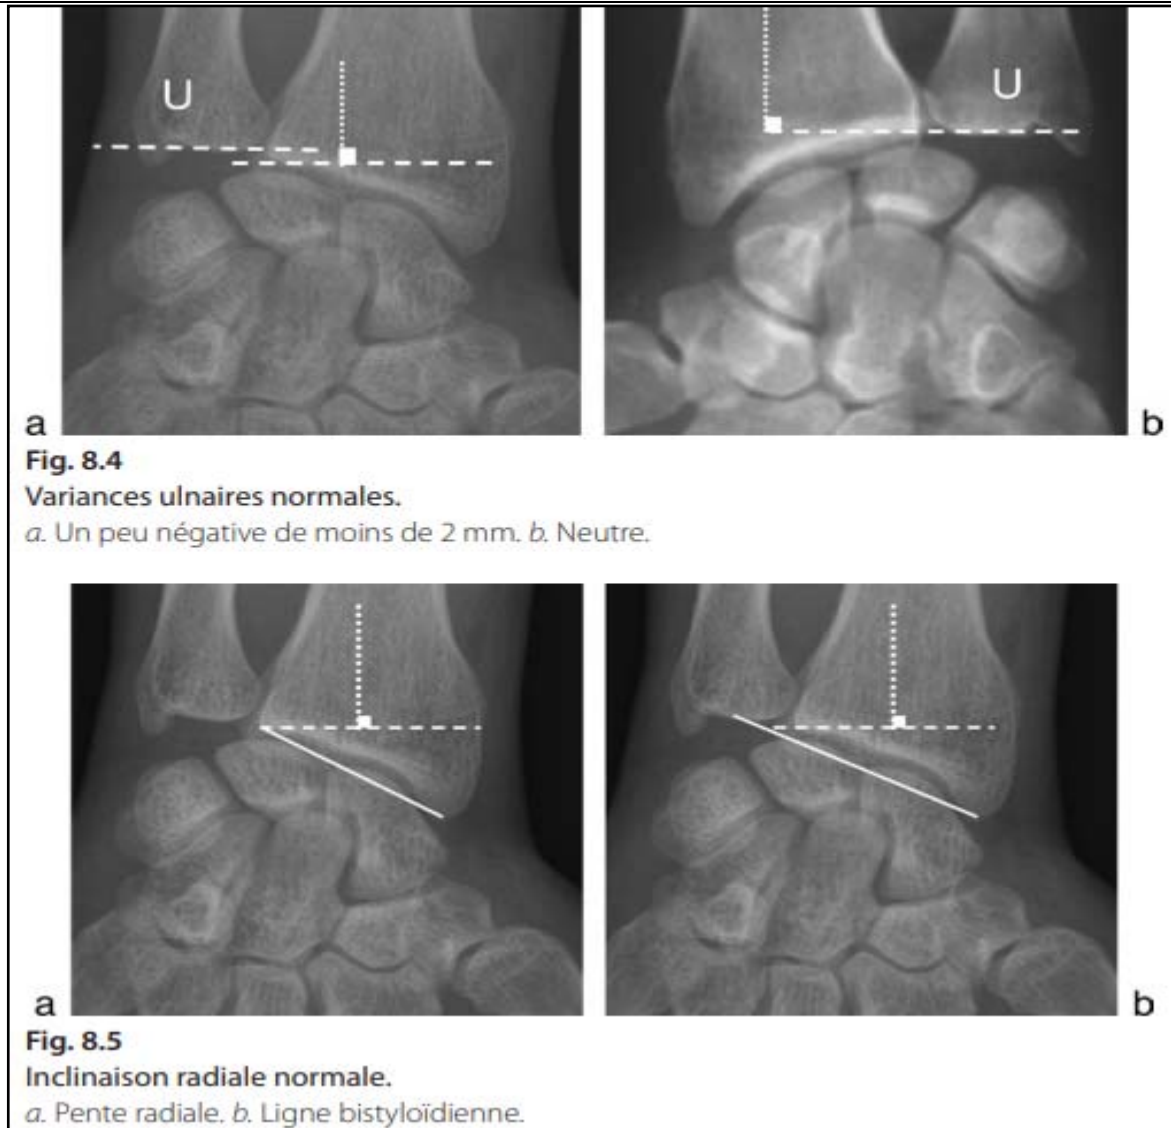 U
U
a
b
Fig. 8.4
Variances ulnaires normales.
a. Un peu négative de moins de 2 mm. b. Neutre.
a
b
Fig. 8.5
Inclinaison radiale normale.
a. Pente radiale. b. Ligne bistyloïdienne.